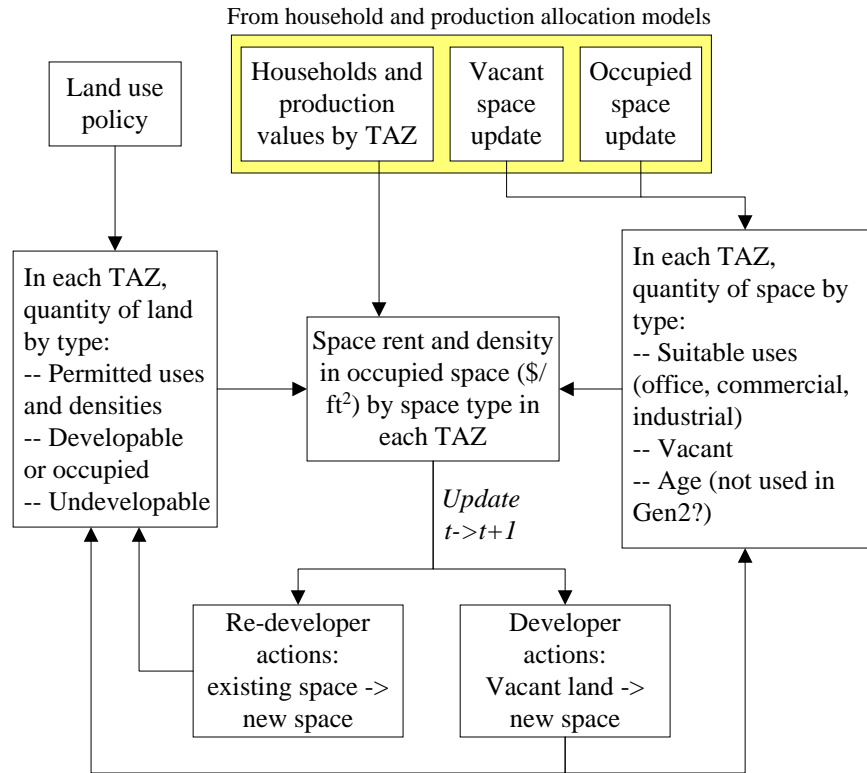 From household and production allocation models
Land use
policy
Households and
production
values by TAZ
Vacant
space
update
Occupied
space
update
In each TAZ,
quantity of land
by type:
-- Permitted uses
and densities
-- Developable
or occupied
-- Undevelopable
Space rent and density
in occupied space ($/
ft²) by space type in
each TAZ
In each TAZ,
quantity of space by
type:
-- Suitable uses
(office, commercial,
industrial)
-- Vacant
-- Age (not used in
Gen2?)
Update
t->t+1
Re-developer
actions:
existing space ->
new space
Developer
actions:
Vacant land ->
new space